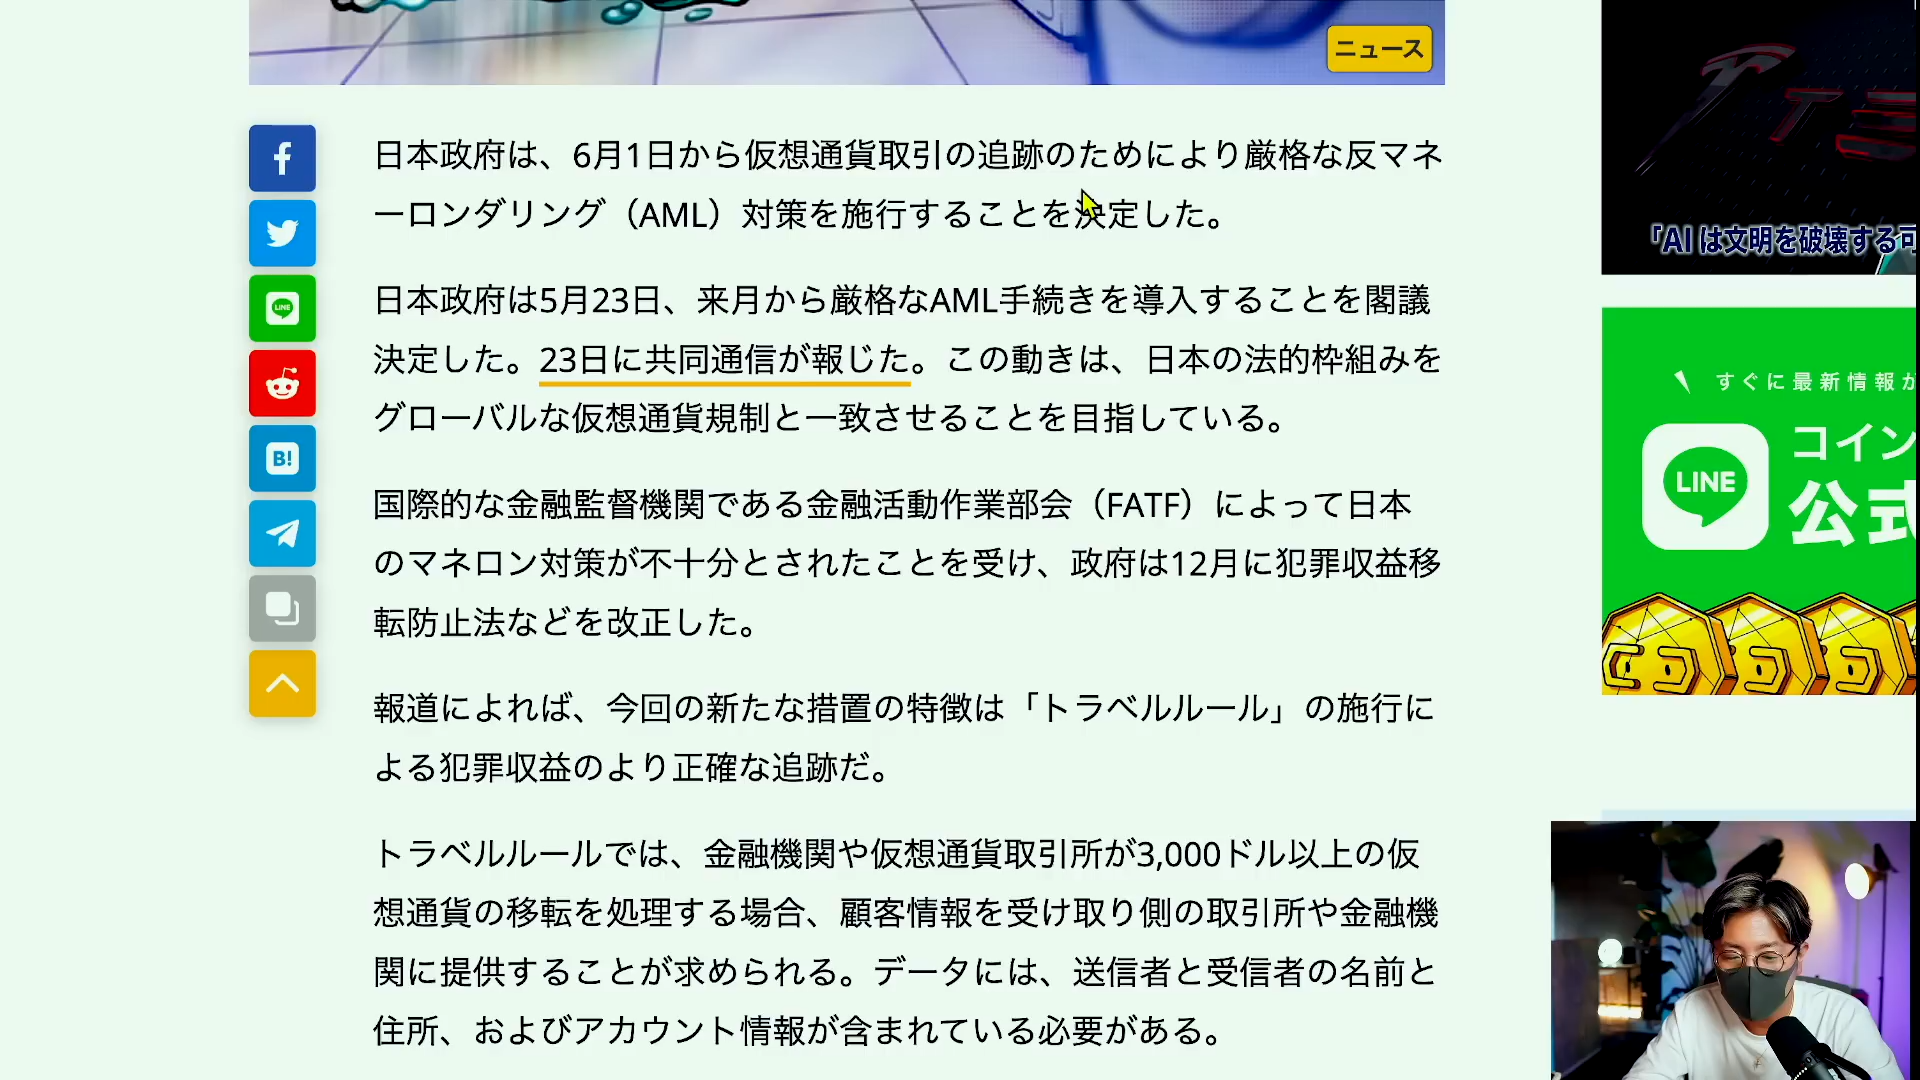 ニュース
日本政府は、6月1日から仮想通貨取引の追跡のためにより厳格な反マネ
ーロンダリング（AML）対策を施行することを決定した。
日本政府は5月23日、来月から厳格なAML手続きを導入することを閣議
決定した。23日に共同通信が報じた。この動きは、日本の法的枠組みを
グローバルな仮想通貨規制と一致させることを目指している。
国際的な金融監督機関である金融活動作業部会（FATF）によって日本
のマネロン対策が不十分とされたことを受け、政府は12月に犯罪収益移
転防止法などを改正した。
報道によれば、今回の新たな措置の特徴は「トラベルルール」の施行に
よる犯罪収益のより正確な追跡だ。
トラベルルールでは、金融機関や仮想通貨取引所が3,000ドル以上の仮
想通貨の移転を処理する場合、顧客情報を受け取り側の取引所や金融機
関に提供することが求められる。データには、送信者と受信者の名前と
住所、およびアカウント情報が含まれている必要がある。
LINE
B!
「AIは文明を破壊する可
すぐに最新情報が
コイン
LINE
公式